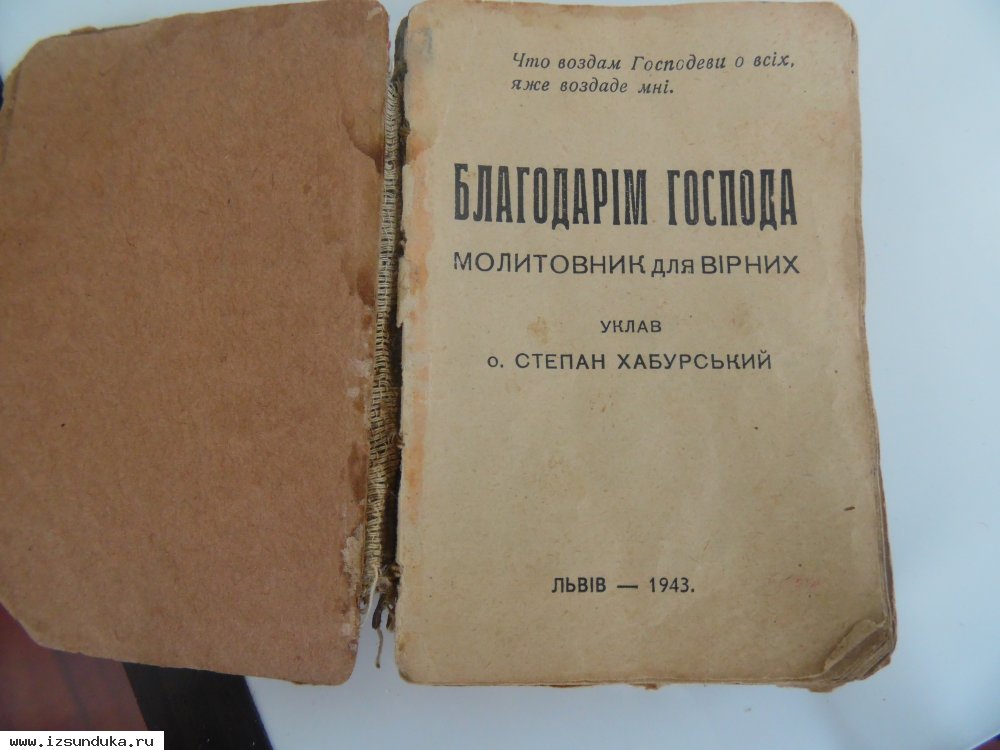 Что воздам Господеви о всіх,
яже воздаде мні.
БЛАГОДАРІМ ГОСПОДА
МОЛИТОВНИК для ВІРНИХ
УКЛАВ
о. СТЕПАН ХАБУРСЬКИЙ
ЛЬВІВ — 1943.
www.izsunduka.ru